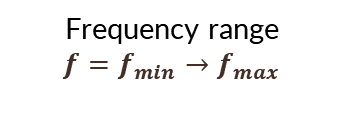 Frequency range
f = f_min → f_max